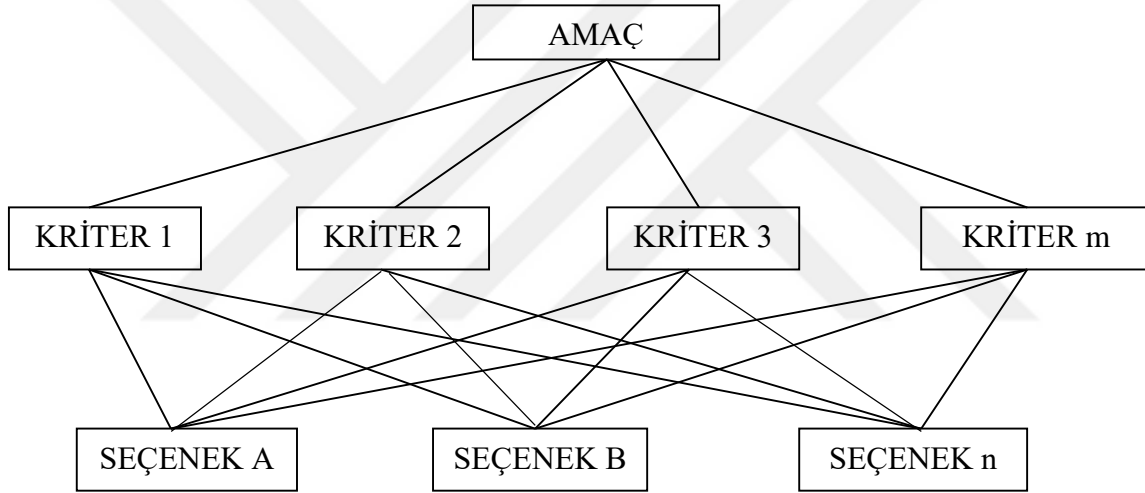 AMAÇ
KRİTER 1
KRİTER 2
KRİTER 3
KRİTER m
SEÇENEK A
SEÇENEK B
SEÇENEK n